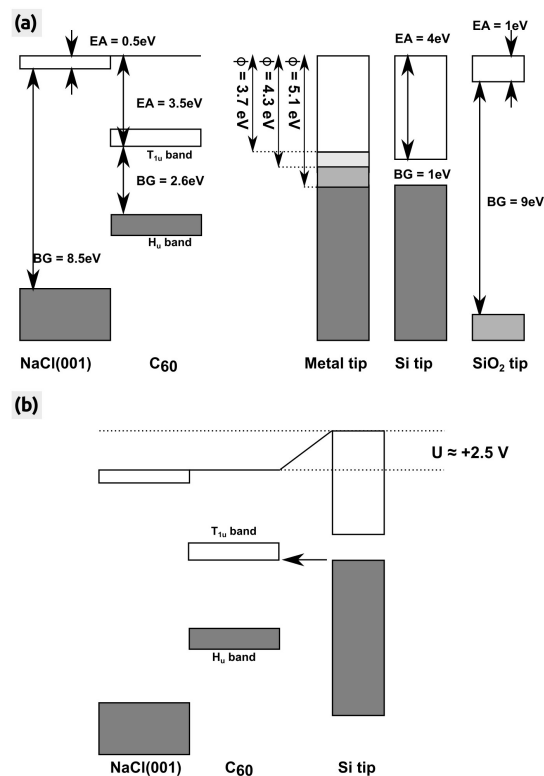 (a)
EA = 0.5eV
EA = 3.5eV
T1u band
BG = 2.6eV
Hu band
BG = 8.5eV
NaCl(001)
C60
ϕ = 3.7 eV
ϕ = 4.3 eV
ϕ = 5.1 eV
EA = 4eV
BG = 1eV
EA = 1eV
BG = 9eV
Metal tip
Si tip
SiO2 tip
(b)
U ≈ +2.5 V
T1u band
Hu band
NaCl(001)
C60
Si tip